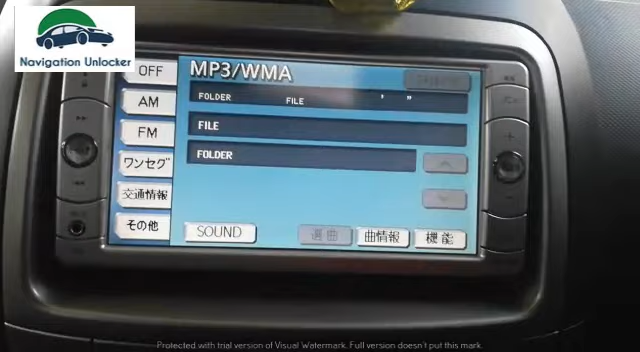 Navigation Unlocker
OFF
AM
FM
ワンセグ
交通情報
その他
MP3/WMA
FOLDER FILE ' "
FILE
FOLDER
SOUND
選曲
曲情報
機能
Protected with trial version of Visual Watermark. Full version doesn't put this mark.